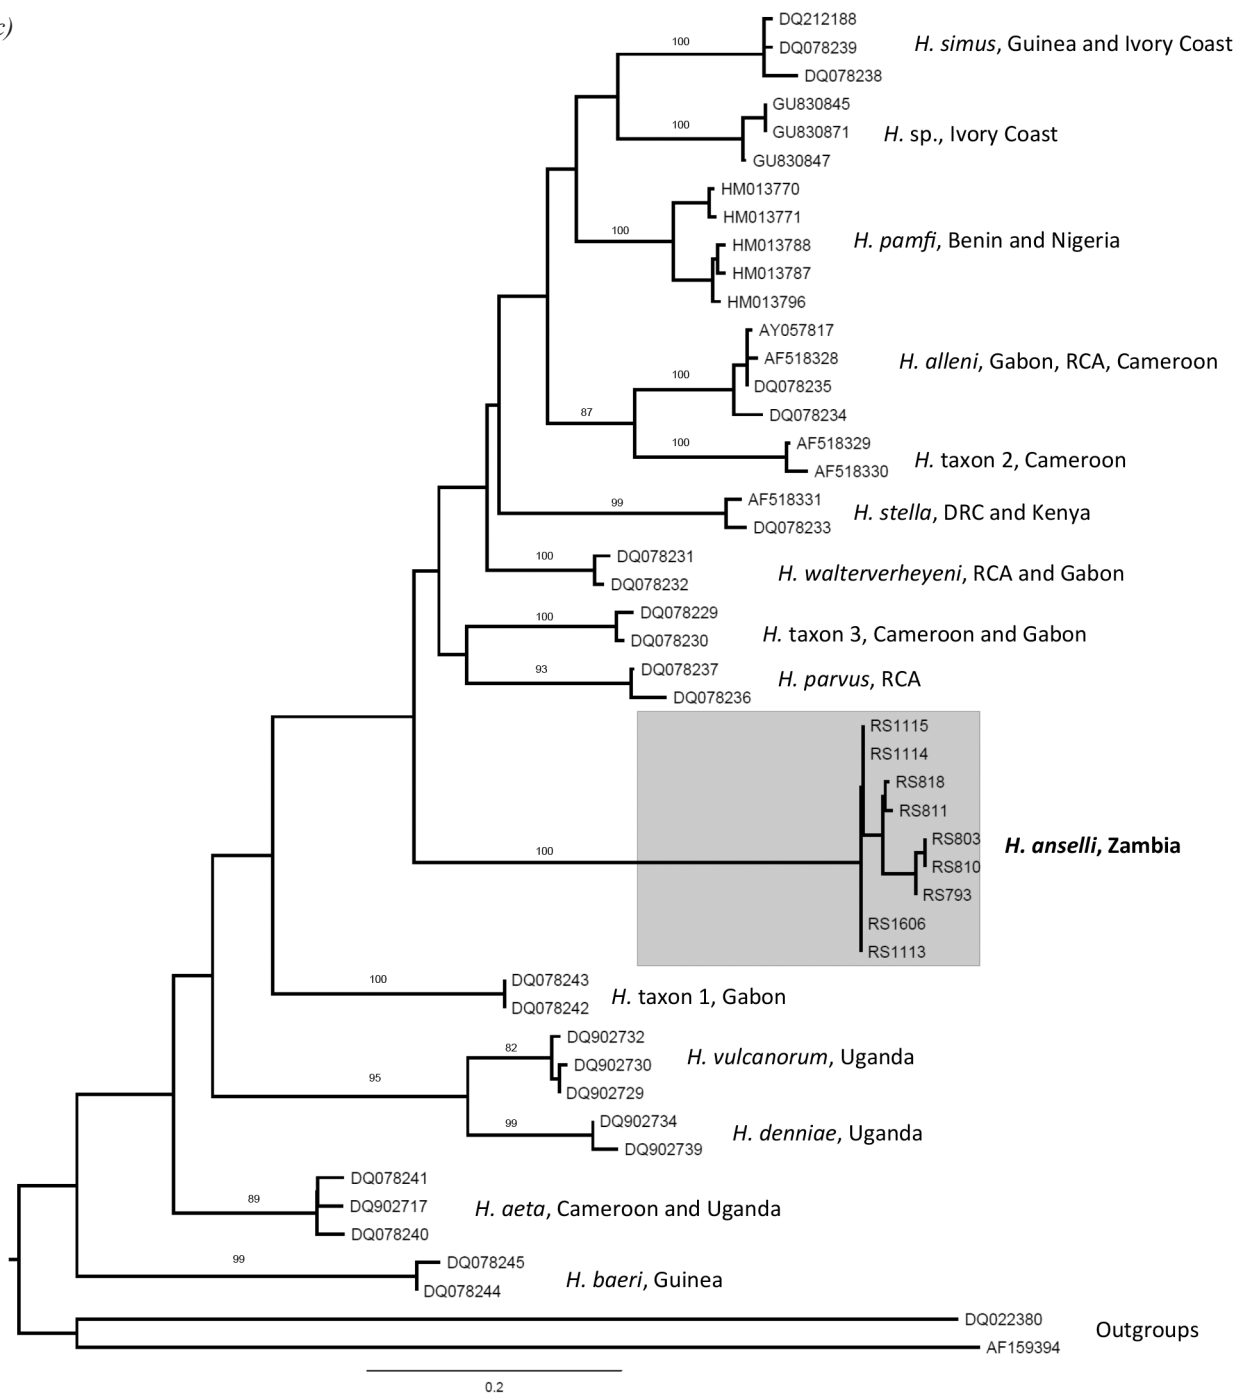 c)
DQ212188
DQ078239
DQ078238
100
H. simus, Guinea and Ivory Coast
GU830845
GU830871
GU830847
100
H. sp., Ivory Coast
HM013770
HM013771
HM013788
HM013787
HM013796
100
H. pamfi, Benin and Nigeria
AY057817
AF518328
DQ078235
DQ078234
100
H. alleni, Gabon, RCA, Cameroon
87
AF518329
AF518330
100
H. taxon 2, Cameroon
AF518331
DQ078233
99
H. stella, DRC and Kenya
DQ078231
DQ078232
100
H. walterverheyeni, RCA and Gabon
DQ078229
DQ078230
100
H. taxon 3, Cameroon and Gabon
DQ078237
DQ078236
93
H. parvus, RCA
RS1115
RS1114
RS818
RS811
RS803
RS810
RS793
RS1606
RS1113
100
H. anselli, Zambia
DQ078243
DQ078242
100
H. taxon 1, Gabon
DQ902732
DQ902730
DQ902729
82
H. vulcanorum, Uganda
95
DQ902734
DQ902739
99
H. denniae, Uganda
DQ078241
DQ902717
DQ078240
89
H. aeta, Cameroon and Uganda
DQ078245
DQ078244
99
H. baeri, Guinea
DQ022380
AF159394
Outgroups
0.2